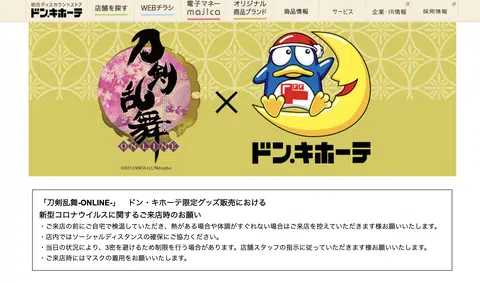 総合ディスカウントストア
ドン.キホーテ
店舗を探す
WEBチラシ
電子マネー
majica
オリジナル
商品ブランド
商品情報
サービス
企業・IR情報
採用情報
刀剣乱舞
ONLINE
×
ドン.キホーテ
「刀剣乱舞-ONLINE-」 ドン・キホーテ限定グッズ販売における
新型コロナウイルスに関するご来店時のお願い
・ご来店の前にご自宅で検温していただき、熱がある場合や体調がすぐれない場合はご来店を控えていただきます様お願いいたします。
・店内ではソーシャルディスタンスの確保にご協力ください。
・当日の状況により、3密を避けるため制限を行う場合があります。店舗スタッフの指示に従っていただきます様お願いいたします。
・ご来店時にはマスクの着用をお願いいたします。